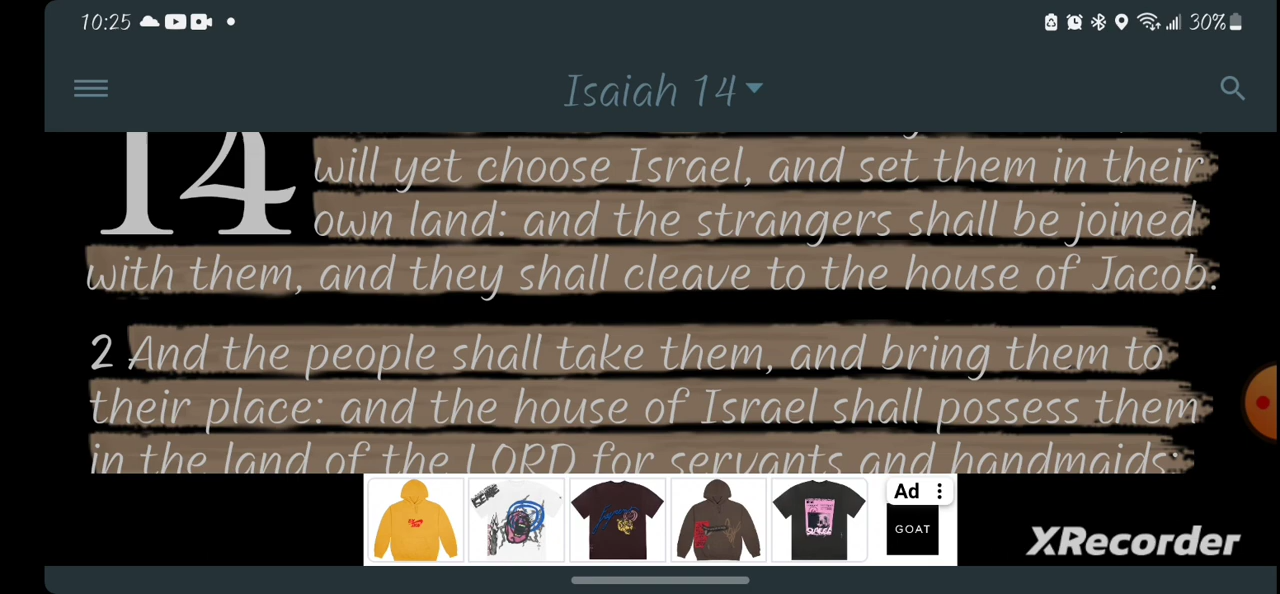 10:25 30%
Isaiah 14
14
will yet choose Israel, and set them in their
own land: and the strangers shall be joined
with them, and they shall cleave to the house of Jacob.
2 And the people shall take them, and bring them to
their place: and the house of Israel shall possess them
in the land of the LORD for servants and handmaids:
Ad
GOAT
XRecorder